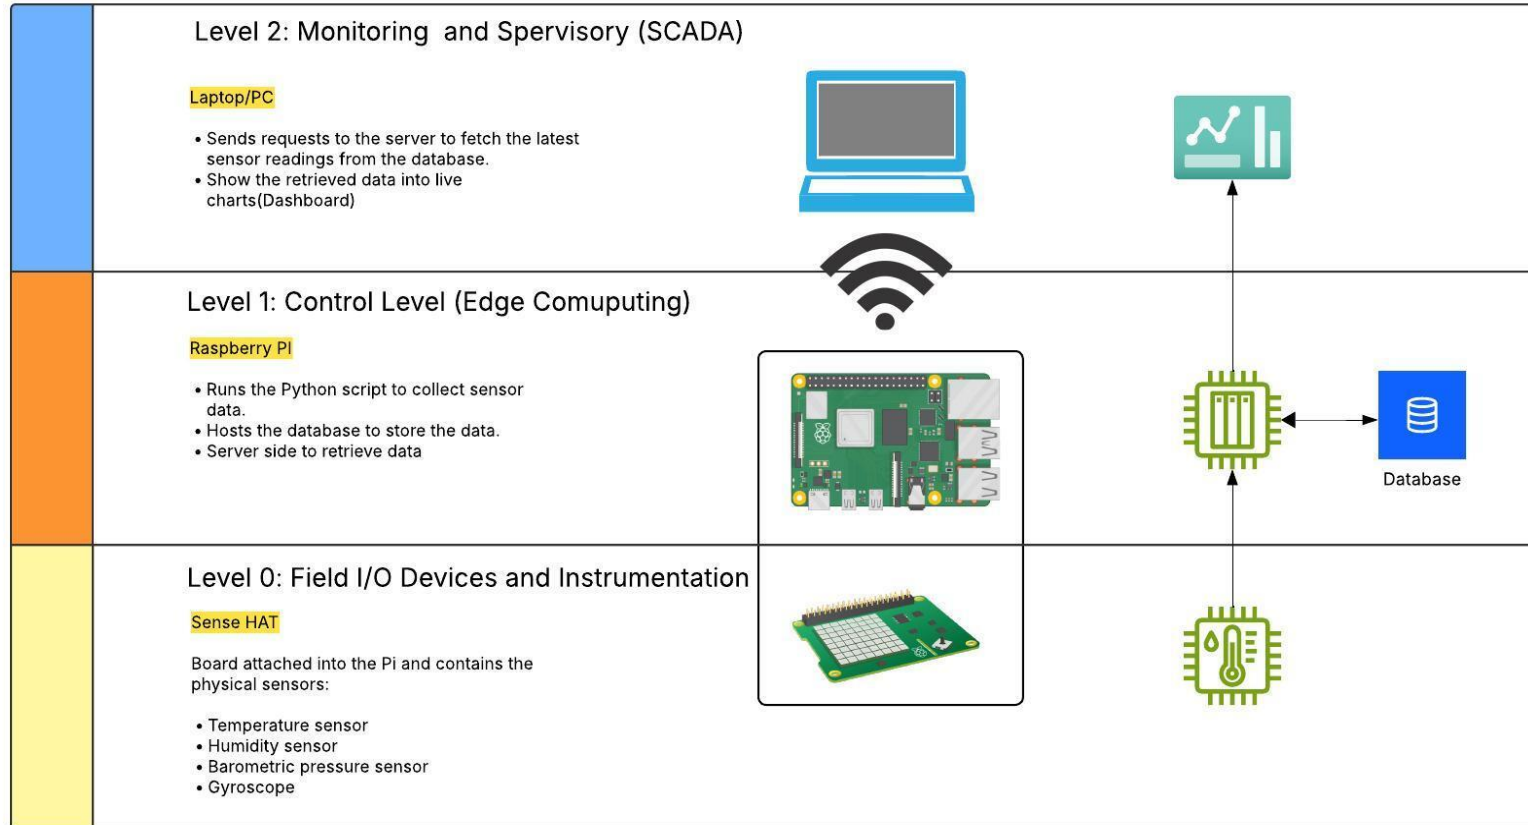 Level 2: Monitoring  and Spervisory (SCADA)
Laptop/PC
• Sends requests to the server to fetch the latest
sensor readings from the database.
• Show the retrieved data into live
charts(Dashboard)
Level 1: Control Level (Edge Comuputing)
Raspberry PI
• Runs the Python script to collect sensor
data.
• Hosts the database to store the data.
• Server side to retrieve data
Database
Level 0: Field I/O Devices and Instrumentation
Sense HAT
Board attached into the Pi and contains the
physical sensors:
• Temperature sensor
• Humidity sensor
• Barometric pressure sensor
• Gyroscope